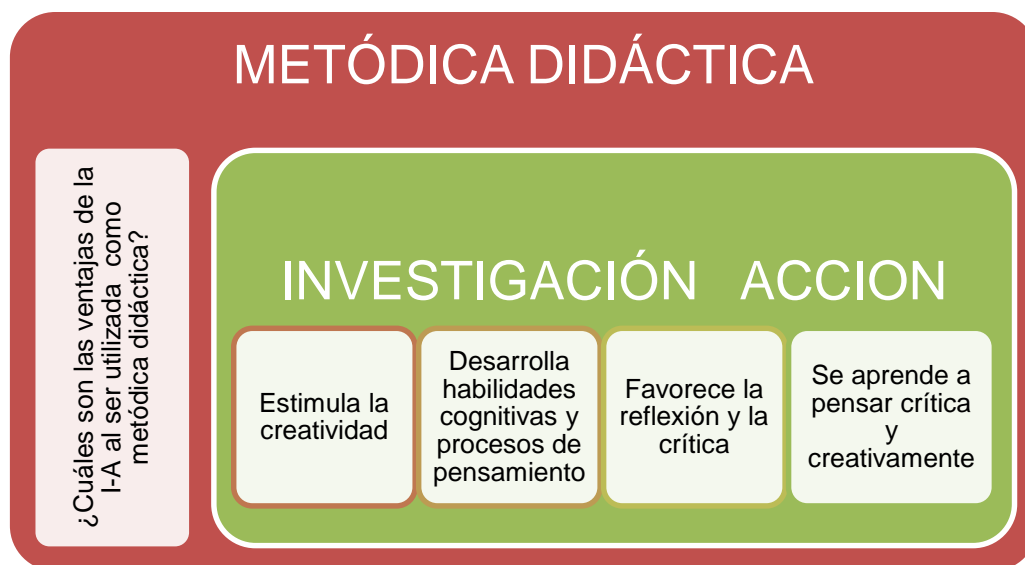 METÓDICA DIDÁCTICA
¿Cuáles son las ventajas de la
I-A al ser utilizada como
metódica didáctica?
INVESTIGACIÓN ACCION
Estimula la
creatividad
Desarrolla
habilidades
cognitivas y
procesos de
pensamiento
Favorece la
reflexión y la
crítica
Se aprende a
pensar crítica
y
creativamente